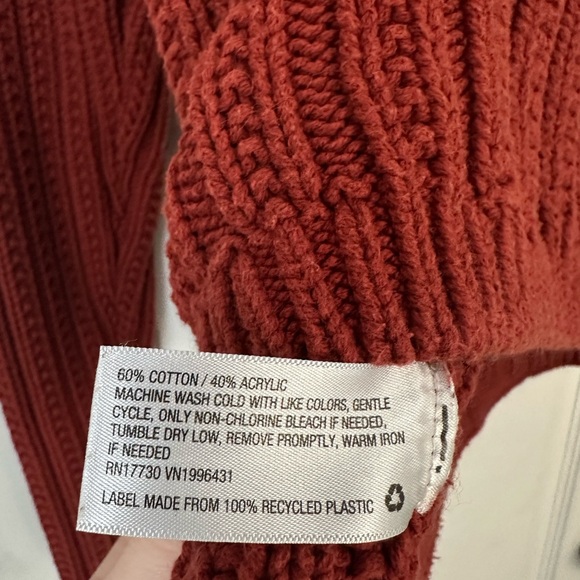 60% COTTON / 40% ACRYLIC
MACHINE WASH COLD WITH LIKE COLORS, GENTLE
CYCLE, ONLY NON-CHLORINE BLEACH IF NEEDED,
TUMBLE DRY LOW, REMOVE PROMPTLY, WARM IRON
IF NEEDED
RN17730 VN1996431
LABEL MADE FROM 100% RECYCLED PLASTIC